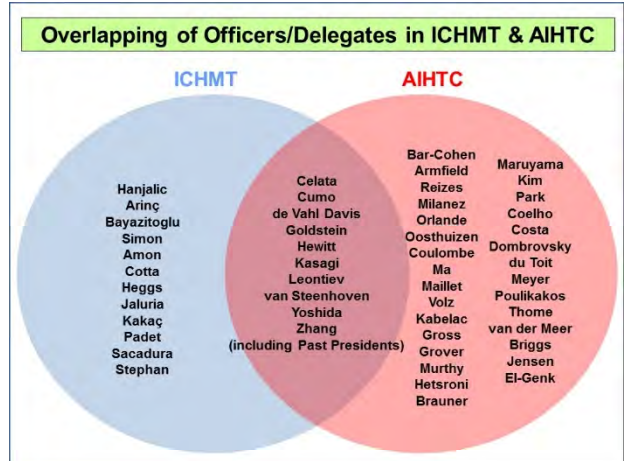 Overlapping of Officers/Delegates in ICHMT & AIHTC
ICHMT
AIHTC
Hanjalic
Arinç
Bayazitoglu
Simon
Amon
Cotta
Heggs
Jaluria
Kakaç
Padet
Sacadura
Stephan
Celata
Cumo
de Vahl Davis
Goldstein
Hewitt
Kasagi
Leontiev
van Steenhoven
Yoshida
Zhang
(including Past Presidents)
Bar-Cohen
Armfield
Reizes
Milanez
Orlande
Oosthuizen
Coulombe
Ma
Maillet
Volz
Kabelac
Gross
Grover
Murthy
Hetsroni
Brauner
Maruyama
Kim
Park
Coelho
Costa
Dombrovsky
du Toit
Meyer
Poulikakos
Thome
van der Meer
Briggs
Jensen
El-Genk